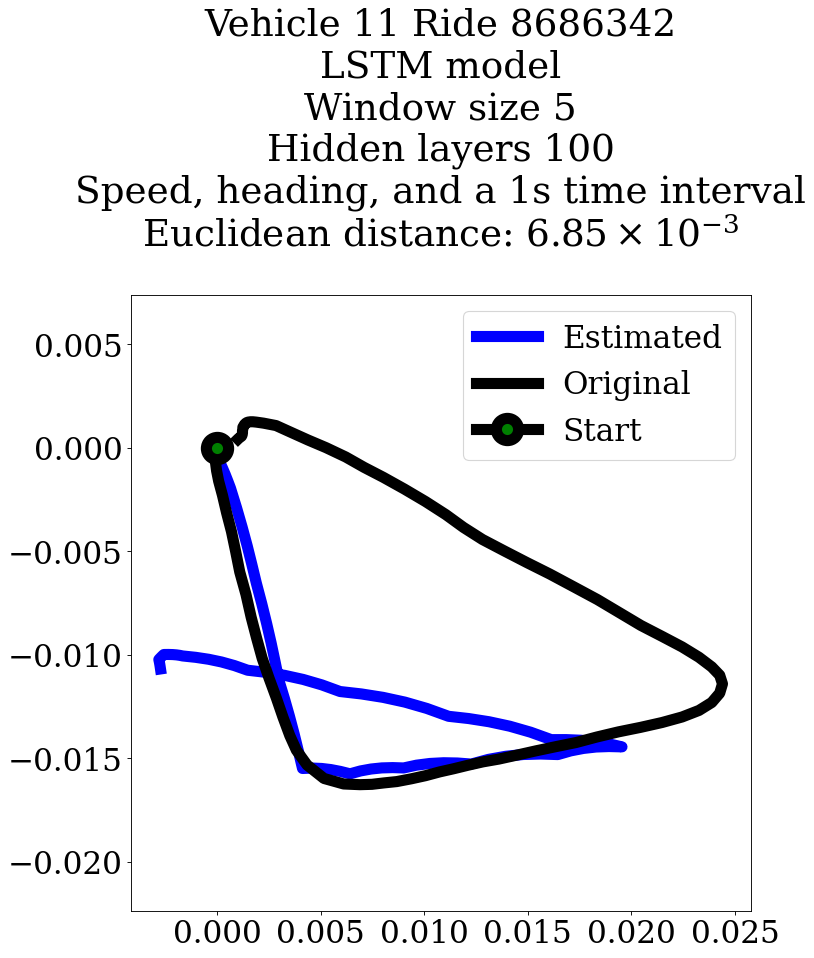 Vehicle 11 Ride 8686342
LSTM model
Window size 5
Hidden layers 100
Speed, heading, and a 1s time interval
Euclidean distance: 6.85 × 10⁻³
Estimated
Original
Start
0.005
0.000
−0.005
−0.010
−0.015
−0.020
0.000 0.005 0.010 0.015 0.020 0.025